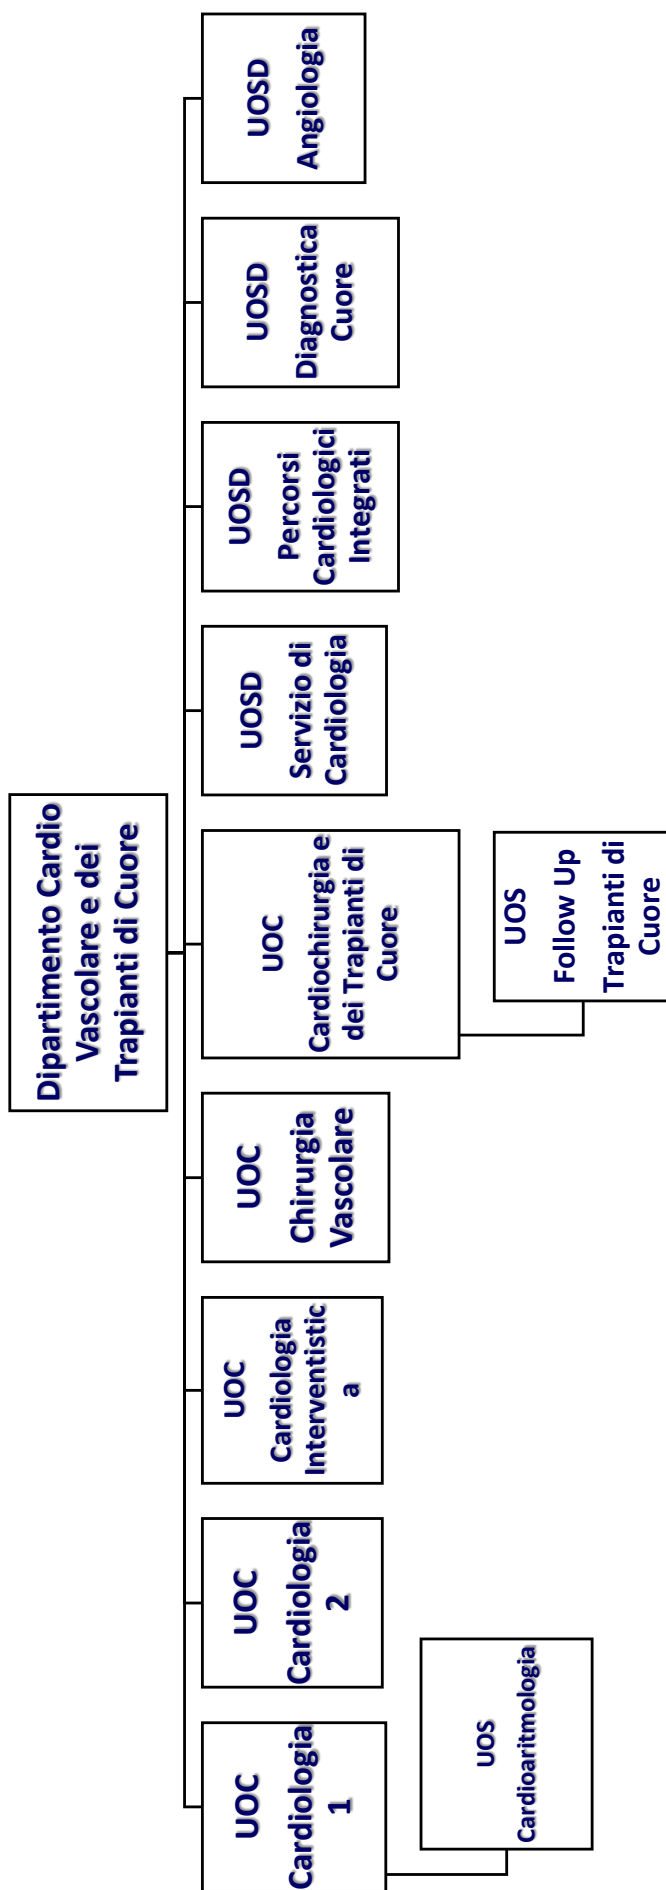 Dipartimento Cardio
Vascolare e dei
Trapianti di Cuore
UOC
Cardiologia
1
UOS
Cardioaritmologia
UOC
Cardiologia
2
UOC
Cardiologia
Interventistic
a
UOC
Chirurgia
Vascolare
UOC
Cardiochirurgia e
dei Trapianti di
Cuore
UOS
Follow Up
Trapianti di
Cuore
UOSD
Servizio di
Cardiologia
UOSD
Percorsi
Cardiologici
Integrati
UOSD
Diagnostica
Cuore
UOSD
Angiologia